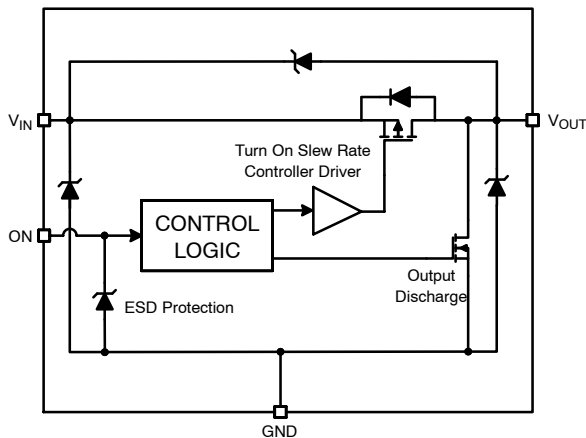 VIN
VOUT
Turn On Slew Rate
Controller Driver
ON
CONTROL
LOGIC
Output
Discharge
ESD Protection
GND